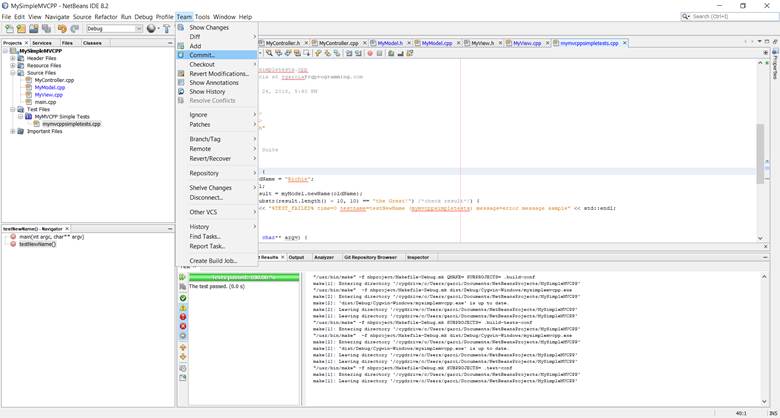 MySimpleMVCPP - NetBeans IDE 8.2
File Edit View Navigate Source Refactor Run Debug Profile Team Tools Window Help
Search (Ctrl+I)
Debug
Projects Services Files Classes
MySimpleMVCPP
Header Files
Resource Files
Source Files
MyController.cpp
MyModel.cpp
MyView.cpp
main.cpp
Test Files
MyMVCPP Simple Tests
mymvcppsimpletests.cpp
Important Files
Show Changes
Diff
Add
Commit...
Checkout
Revert Modifications...
Show Annotations
Show History
Resolve Conflicts
Ignore
Patches
Branch/Tag
Remote
Revert/Recover
Repository
Shelve Changes
Disconnect...
Other VCS
History
Find Tasks...
Report Task...
Create Build Job...
MyController.h MyController.cpp MyModel.h MyModel.cpp MyView.h MyView.cpp mymvcppsimpletests.cpp
Suite
{
"Richie";
sult = myModel.newName(oldName);
ubstr(result.length() - 10, 10) == "the Great!") /*check result*/) {
<< "%TEST_FAILED% time=0 testname=testNewName (mymvcppsimpletests) message=error message sample" << std::endl;
char** argv) {
Properties
testNewName() - Navigator
main(int argc, char** argv)
testNewName()
Results Output Analyzer Git Repository Browser Inspector
The test passed. (0.0 s)
"/usr/bin/make" -f nbproject/Makefile-Debug.mk QMAKE= SUBPROJECTS= .build-conf
make[1]: Entering directory '/cygdrive/c/Users/garci/Documents/NetBeansProjects/MySimpleMVCPP'
"/usr/bin/make" -f nbproject/Makefile-Debug.mk dist/Debug/Cygwin-Windows/mysimplemvcpp.exe
make[2]: Entering directory '/cygdrive/c/Users/garci/Documents/NetBeansProjects/MySimpleMVCPP'
make[2]: 'dist/Debug/Cygwin-Windows/mysimplemvcpp.exe' is up to date.
make[2]: Leaving directory '/cygdrive/c/Users/garci/Documents/NetBeansProjects/MySimpleMVCPP'
make[1]: Leaving directory '/cygdrive/c/Users/garci/Documents/NetBeansProjects/MySimpleMVCPP'
"/usr/bin/make" -f nbproject/Makefile-Debug.mk SUBPROJECTS= .build-tests-conf
make[1]: Entering directory '/cygdrive/c/Users/garci/Documents/NetBeansProjects/MySimpleMVCPP'
"/usr/bin/make" -f nbproject/Makefile-Debug.mk dist/Debug/Cygwin-Windows/mysimplemvcpp.exe
make[2]: Entering directory '/cygdrive/c/Users/garci/Documents/NetBeansProjects/MySimpleMVCPP'
make[2]: 'dist/Debug/Cygwin-Windows/mysimplemvcpp.exe' is up to date.
make[2]: Leaving directory '/cygdrive/c/Users/garci/Documents/NetBeansProjects/MySimpleMVCPP'
make[1]: Leaving directory '/cygdrive/c/Users/garci/Documents/NetBeansProjects/MySimpleMVCPP'
"/usr/bin/make" -f nbproject/Makefile-Debug.mk SUBPROJECTS= .test-conf
make[1]: Entering directory '/cygdrive/c/Users/garci/Documents/NetBeansProjects/MySimpleMVCPP'
make[1]: Leaving directory '/cygdrive/c/Users/garci/Documents/NetBeansProjects/MySimpleMVCPP'
40:1
INS